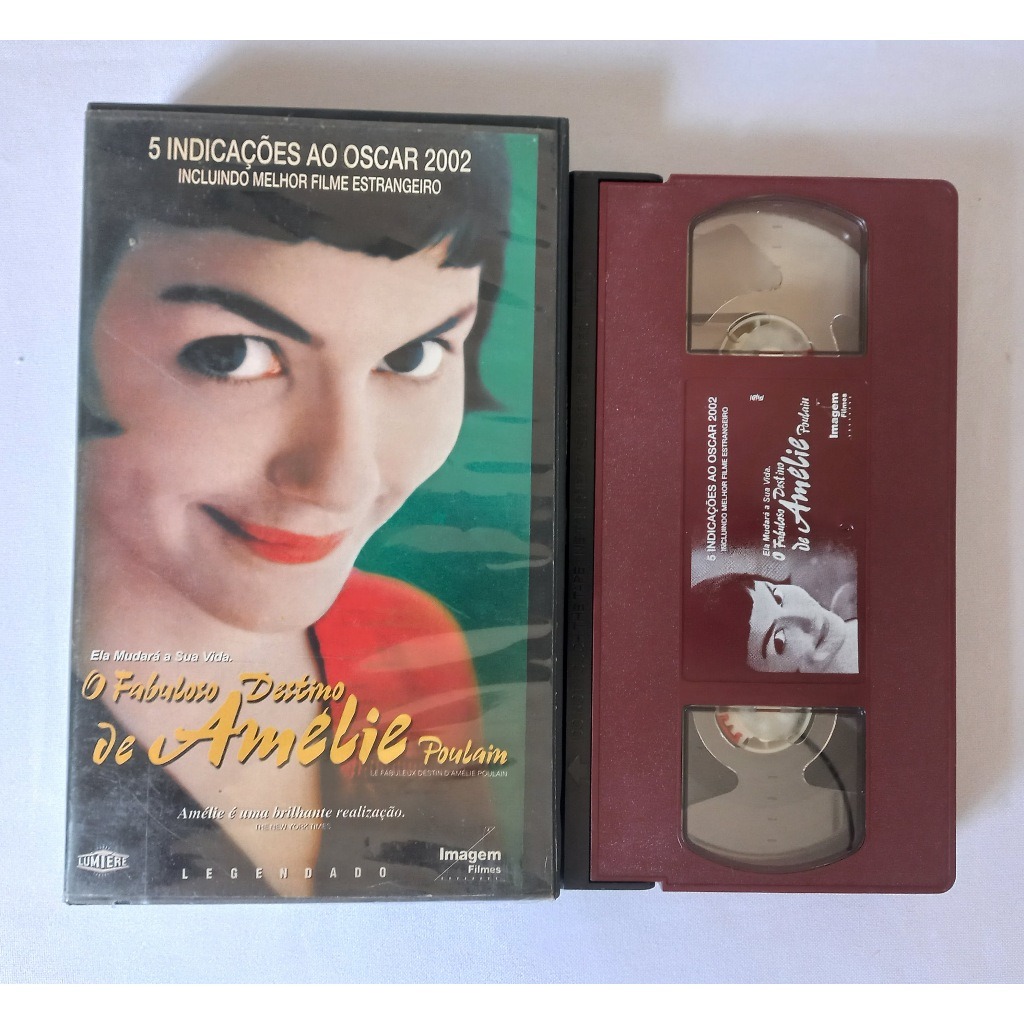 5 INDICAÇÕES AO OSCAR 2002
INCLUINDO MELHOR FILME ESTRANGEIRO
Ela Mudará a Sua Vida.
O Fabuloso Destino
de Amélie Poulain
LE FABULEUX DESTIN D'AMÉLIE POULAIN
Amélie é uma brilhante realização.
THE NEW YORK TIMES
LUMIÈRE
LEGENDADO
Imagem
Filmes
5 INDICAÇÕES AO OSCAR 2002
INCLUINDO MELHOR FILME ESTRANGEIRO
Ela Mudará a Sua Vida.
O Fabuloso Destino
de Amélie Poulain
Imagem
Filmes